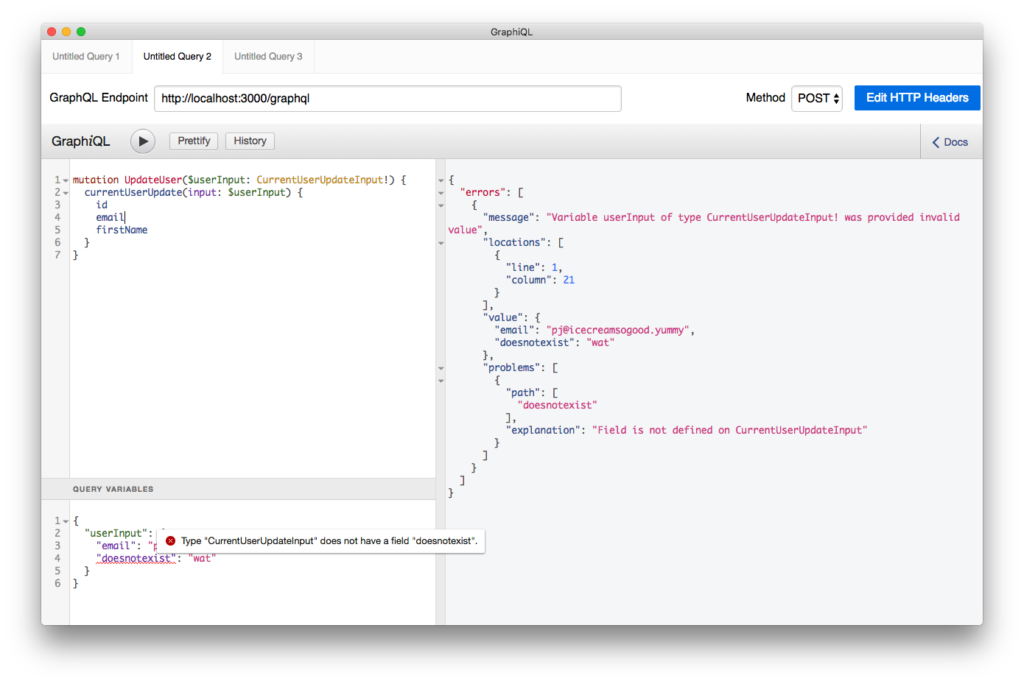 GraphiQL
Untitled Query 1
Untitled Query 2
Untitled Query 3
GraphQL Endpoint
http://localhost:3000/graphql
Method
POST
Edit HTTP Headers
GraphiQL
Prettify
History
Docs
1 mutation UpdateUser($userInput: CurrentUserUpdateInput!) {
2 currentUserUpdate(input: $userInput) {
3 id
4 email
5 firstName
6 }
7 }
QUERY VARIABLES
1 {
2 "userInput":
3 "email":
4 "doesnotexist": "wat"
5 }
6 }
Type "CurrentUserUpdateInput" does not have a field "doesnotexist".
{
"errors": [
{
"message": "Variable userInput of type CurrentUserUpdateInput! was provided invalid
value",
"locations": [
{
"line": 1,
"column": 21
}
],
"value": {
"email": "pj@icecreamsogood.yummy",
"doesnotexist": "wat"
},
"problems": [
{
"path": [
"doesnotexist"
],
"explanation": "Field is not defined on CurrentUserUpdateInput"
}
]
}
]
}